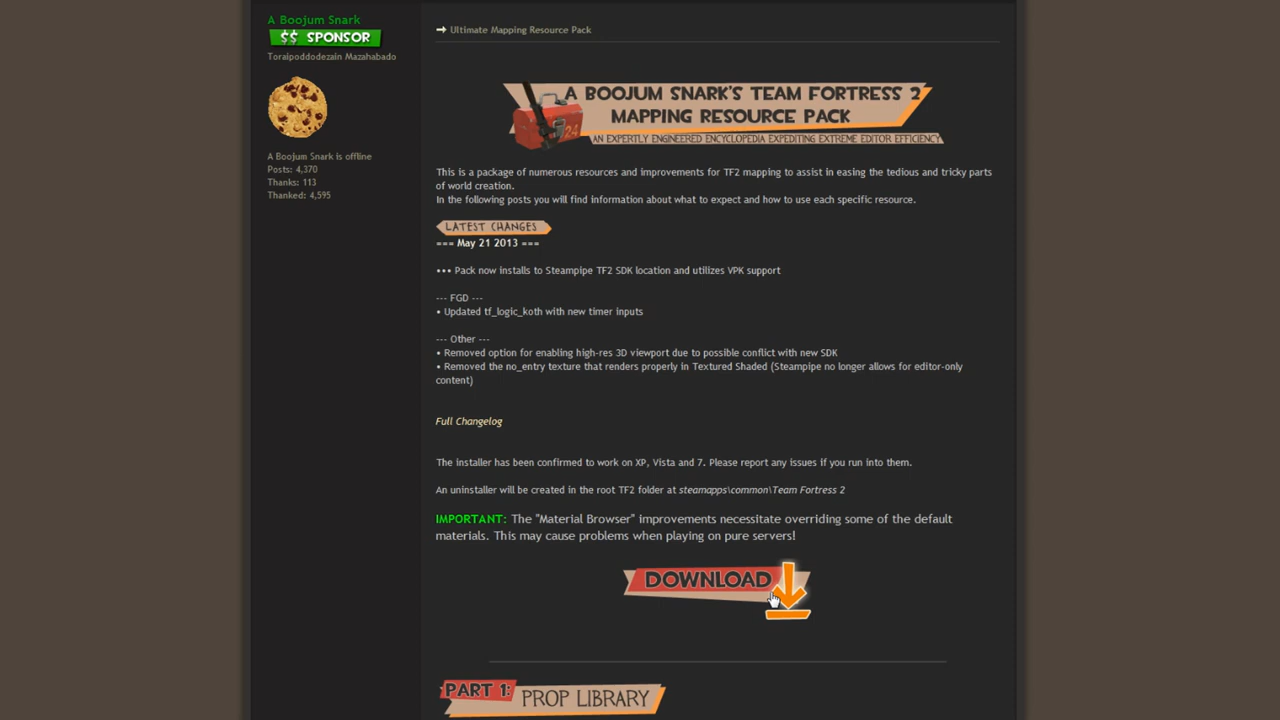 A Boojum Snark
$$ SPONSOR
Toraipoddodezain Mazahabado
A Boojum Snark is offline
Posts: 4,370
Thanks: 113
Thanked: 4,595
Ultimate Mapping Resource Pack
A BOOJUM SNARK'S TEAM FORTRESS 2
MAPPING RESOURCE PACK
AN EXPERTLY ENGINEERED ENCYCLOPEDIA EXPEDITING EXTREME EDITOR EFFICIENCY
This is a package of numerous resources and improvements for TF2 mapping to assist in easing the tedious and tricky parts
of world creation.
In the following posts you will find information about what to expect and how to use each specific resource.
LATEST CHANGES
=== May 21 2013 ===
••• Pack now installs to Steampipe TF2 SDK location and utilizes VPK support
--- FGD ---
• Updated tf_logic_koth with new timer inputs
--- Other ---
• Removed option for enabling high-res 3D viewport due to possible conflict with new SDK
• Removed the no_entry texture that renders properly in Textured Shaded (Steampipe no longer allows for editor-only
content)
Full Changelog
The installer has been confirmed to work on XP, Vista and 7. Please report any issues if you run into them.
An uninstaller will be created in the root TF2 folder at steamapps\common\Team Fortress 2
IMPORTANT: The "Material Browser" improvements necessitate overriding some of the default
materials. This may cause problems when playing on pure servers!
DOWNLOAD
PART 1: PROP LIBRARY